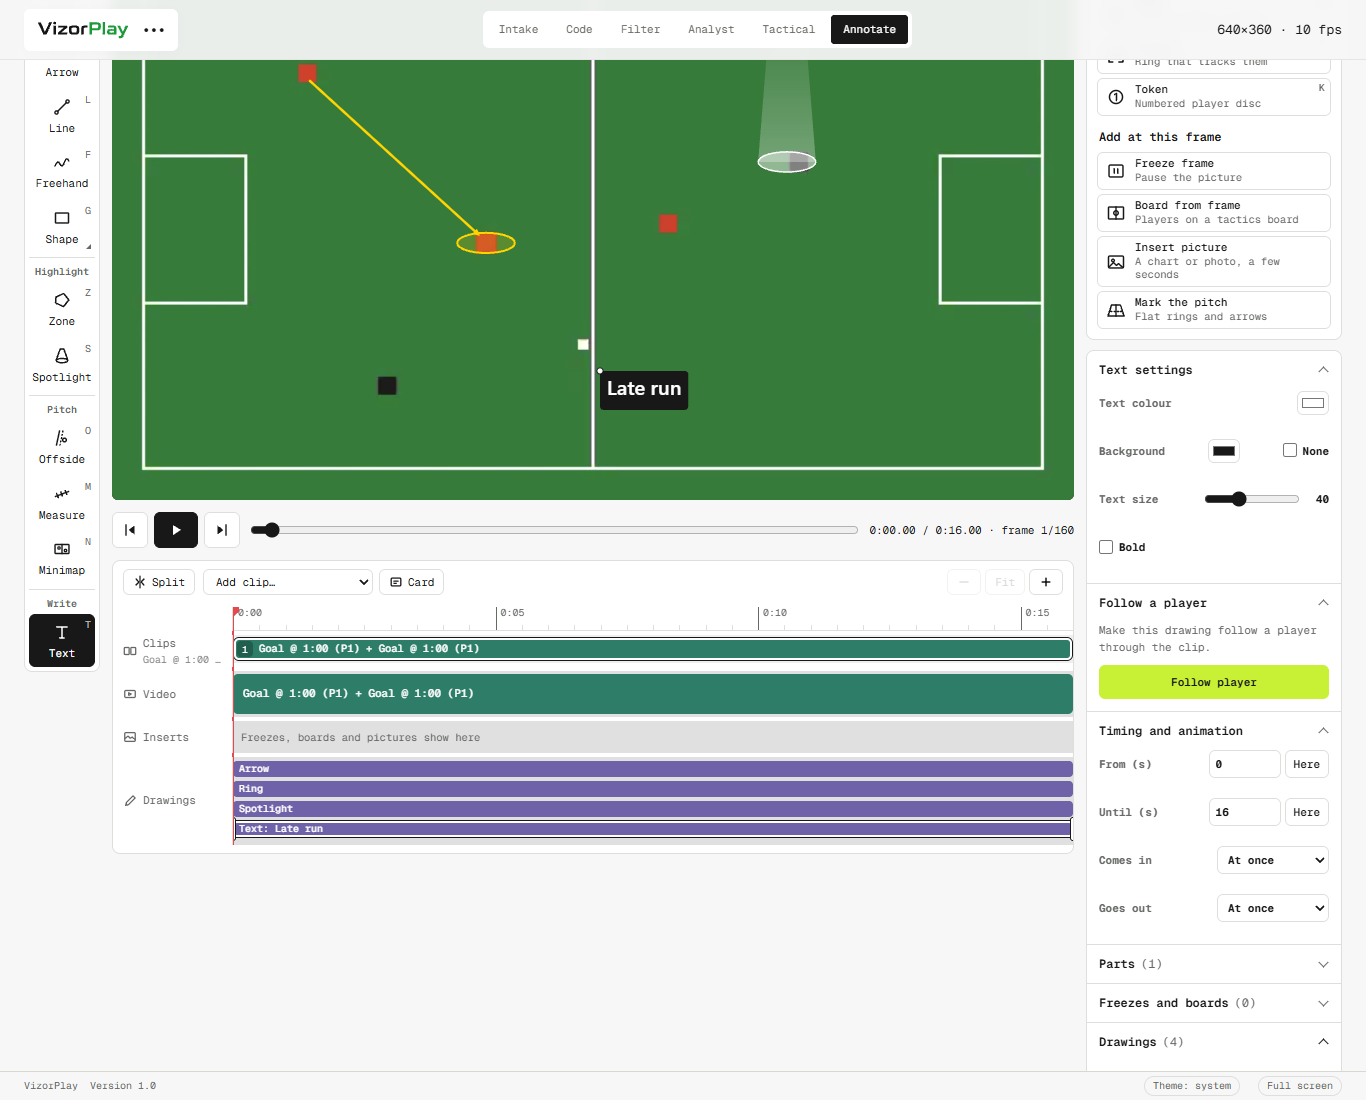 VizorPlay •••
Intake Code Filter Analyst Tactical Annotate
640×360 · 10 fps
Arrow
L
Line
F
Freehand
G
Shape
Highlight
Z
Zone
S
Spotlight
Pitch
O
Offside
M
Measure
N
Minimap
Write
T
Text
Late run
0:00.00 / 0:16.00 · frame 1/160
Split Add clip… Card
Fit
0:00 0:05 0:10 0:15
Clips
Goal @ 1:00 …
1 Goal @ 1:00 (P1) + Goal @ 1:00 (P1)
Video
Goal @ 1:00 (P1) + Goal @ 1:00 (P1)
Inserts
Freezes, boards and pictures show here
Drawings
Arrow
Ring
Spotlight
Text: Late run
Ring that tracks them
Token K
Numbered player disc
Add at this frame
Freeze frame
Pause the picture
Board from frame
Players on a tactics board
Insert picture
A chart or photo, a few
seconds
Mark the pitch
Flat rings and arrows
Text settings
Text colour
Background None
Text size 40
Bold
Follow a player
Make this drawing follow a player
through the clip.
Follow player
Timing and animation
From (s) 0 Here
Until (s) 16 Here
Comes in At once
Goes out At once
Parts (1)
Freezes and boards (0)
Drawings (4)
VizorPlay Version 1.0
Theme: system Full screen